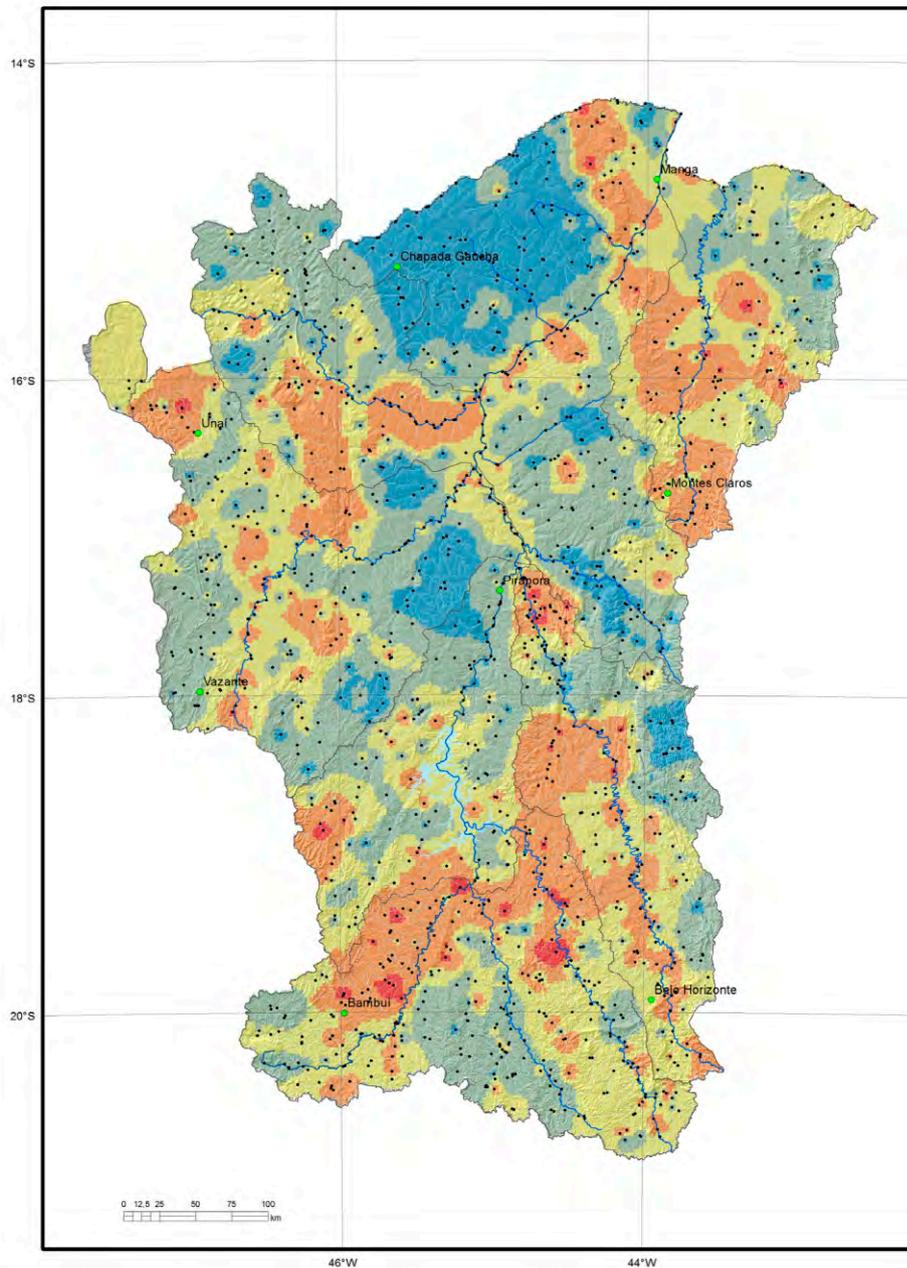 14°S
Manga
Chapada Gaúcha
16°S
Unaí
Montes Claros
Pirapora
18°S
Vazante
Belo Horizonte
20°S
Bambuí
0 12,5 25 50 75 100
km
46°W 44°W